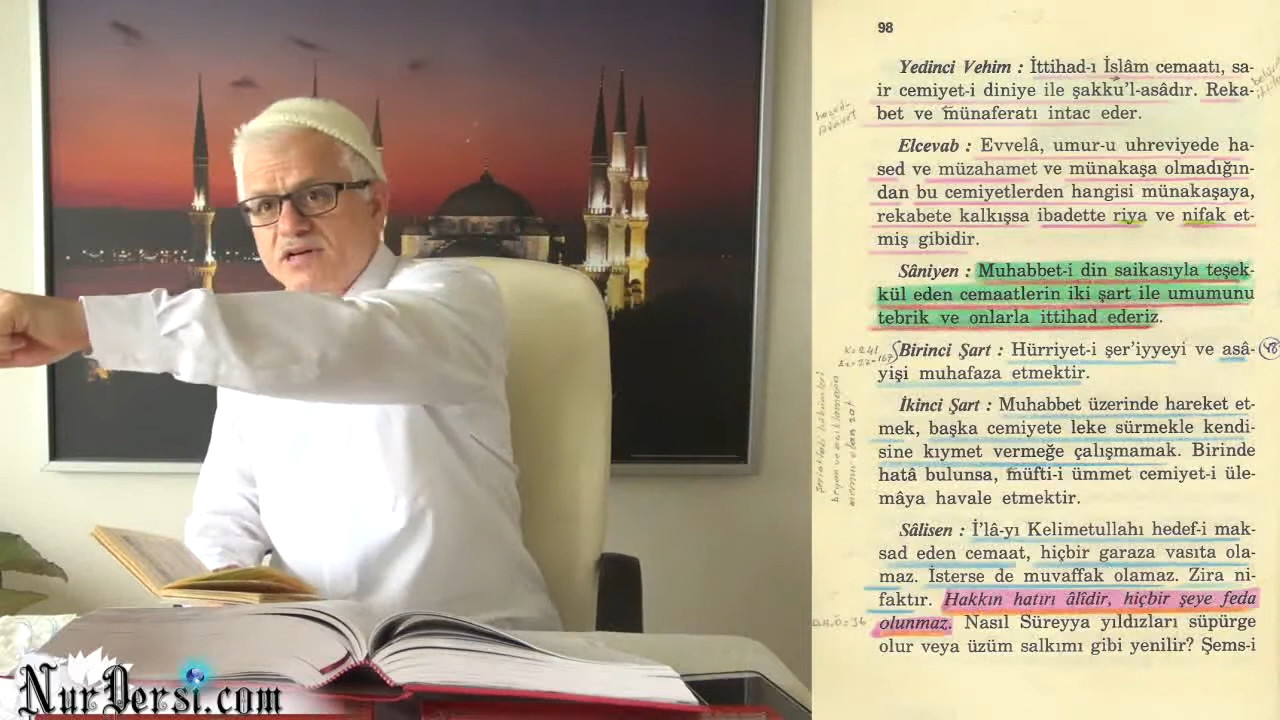 98
Yedinci Vehim : İttihad-ı İslâm cemaatı, sa-
ir cemiyet-i diniye ile şakku'l-asâdır. Reka-
bet ve münaferatı intac eder.
Elcevab : Evvelâ, umur-u uhreviyede ha-
sed ve müzahamet ve münakaşa olmadığın-
dan bu cemiyetlerden hangisi münakaşaya,
rekabete kalkışsa ibadette riya ve nifak et-
miş gibidir.
Sâniyen : Muhabbet-i din saikasıyla teşek-
kül eden cemaatlerin iki şart ile umumunu
tebrik ve onlarla ittihad ederiz.
Birinci Şart : Hürriyet-i şer'iyyeyi ve asâ-
yişi muhafaza etmektir.
İkinci Şart : Muhabbet üzerinde hareket et-
mek, başka cemiyete leke sürmekle kendi-
sine kıymet vermeğe çalışmamak. Birinde
hatâ bulunsa, müfti-i ümmet cemiyet-i üle-
mâya havale etmektir.
Sâlisen : İ'lâ-yı Kelimetullahı hedef-i mak-
sad eden cemaat, hiçbir garaza vasıta ola-
maz. İsterse de muvaffak olamaz. Zira ni-
faktır. Hakkın hatırı âlîdir, hiçbir şeye feda
olunmaz. Nasıl Süreyya yıldızları süpürge
olur veya üzüm salkımı gibi yenilir? Şems-i
NurDersi.com